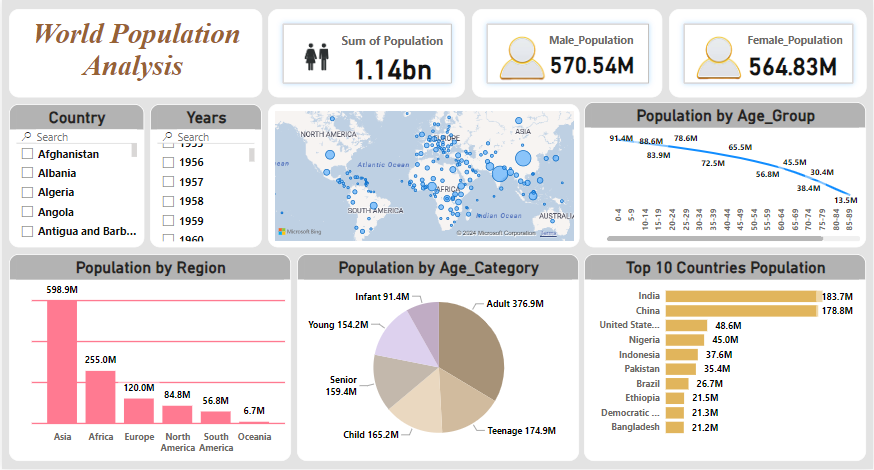 World Population
Analysis
Sum of Population
1.14bn
Male_Population
570.54M
Female_Population
564.83M
Country
Search
Afghanistan
Albania
Algeria
Angola
Antigua and Barb...
Years
Search
1955
1956
1957
1958
1959
1960
NORTH AMERICA
EUROPE
ASIA
Atlantic Ocean
AFRICA
SOUTH AMERICA
Indian Ocean
AUSTRALIA
Microsoft Bing
© 2024 Microsoft Corporation Terms
Population by Age_Group
91.4M
88.6M
83.9M
78.6M
72.5M
65.5M
56.8M
45.5M
38.4M
30.4M
13.5M
0-4
5-9
10-14
15-19
20-24
25-29
30-34
35-39
40-44
45-49
50-54
55-59
60-64
65-69
70-74
75-79
80-84
85-89
Population by Region
598.9M
255.0M
120.0M
84.8M
56.8M
6.7M
Asia
Africa
Europe
North
America
South
America
Oceania
Population by Age_Category
Infant 91.4M
Adult 376.9M
Young 154.2M
Senior
159.4M
Child 165.2M
Teenage 174.9M
Top 10 Countries Population
India 183.7M
China 178.8M
United State... 48.6M
Nigeria 45.0M
Indonesia 37.6M
Pakistan 35.4M
Brazil 26.7M
Ethiopia 21.5M
Democratic ... 21.3M
Bangladesh 21.2M